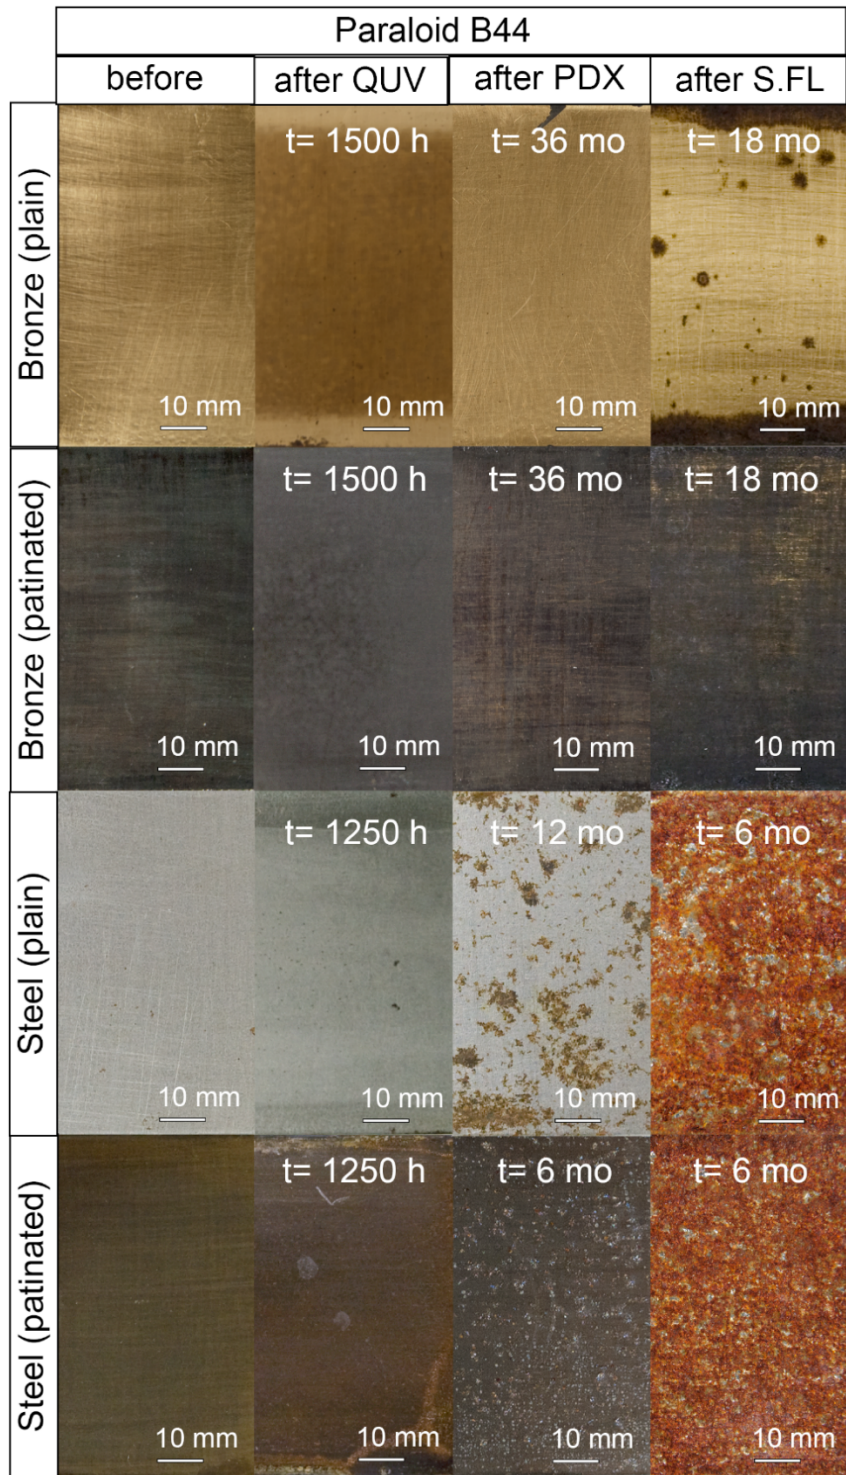 Paraloid B44
before after QUV after PDX after S.FL
Bronze (plain)
t= 1500 h t= 36 mo t= 18 mo
10 mm 10 mm 10 mm 10 mm
Bronze (patinated)
t= 1500 h t= 36 mo t= 18 mo
10 mm 10 mm 10 mm 10 mm
Steel (plain)
t= 1250 h t= 12 mo t= 6 mo
10 mm 10 mm 10 mm 10 mm
Steel (patinated)
t= 1250 h t= 6 mo t= 6 mo
10 mm 10 mm 10 mm 10 mm